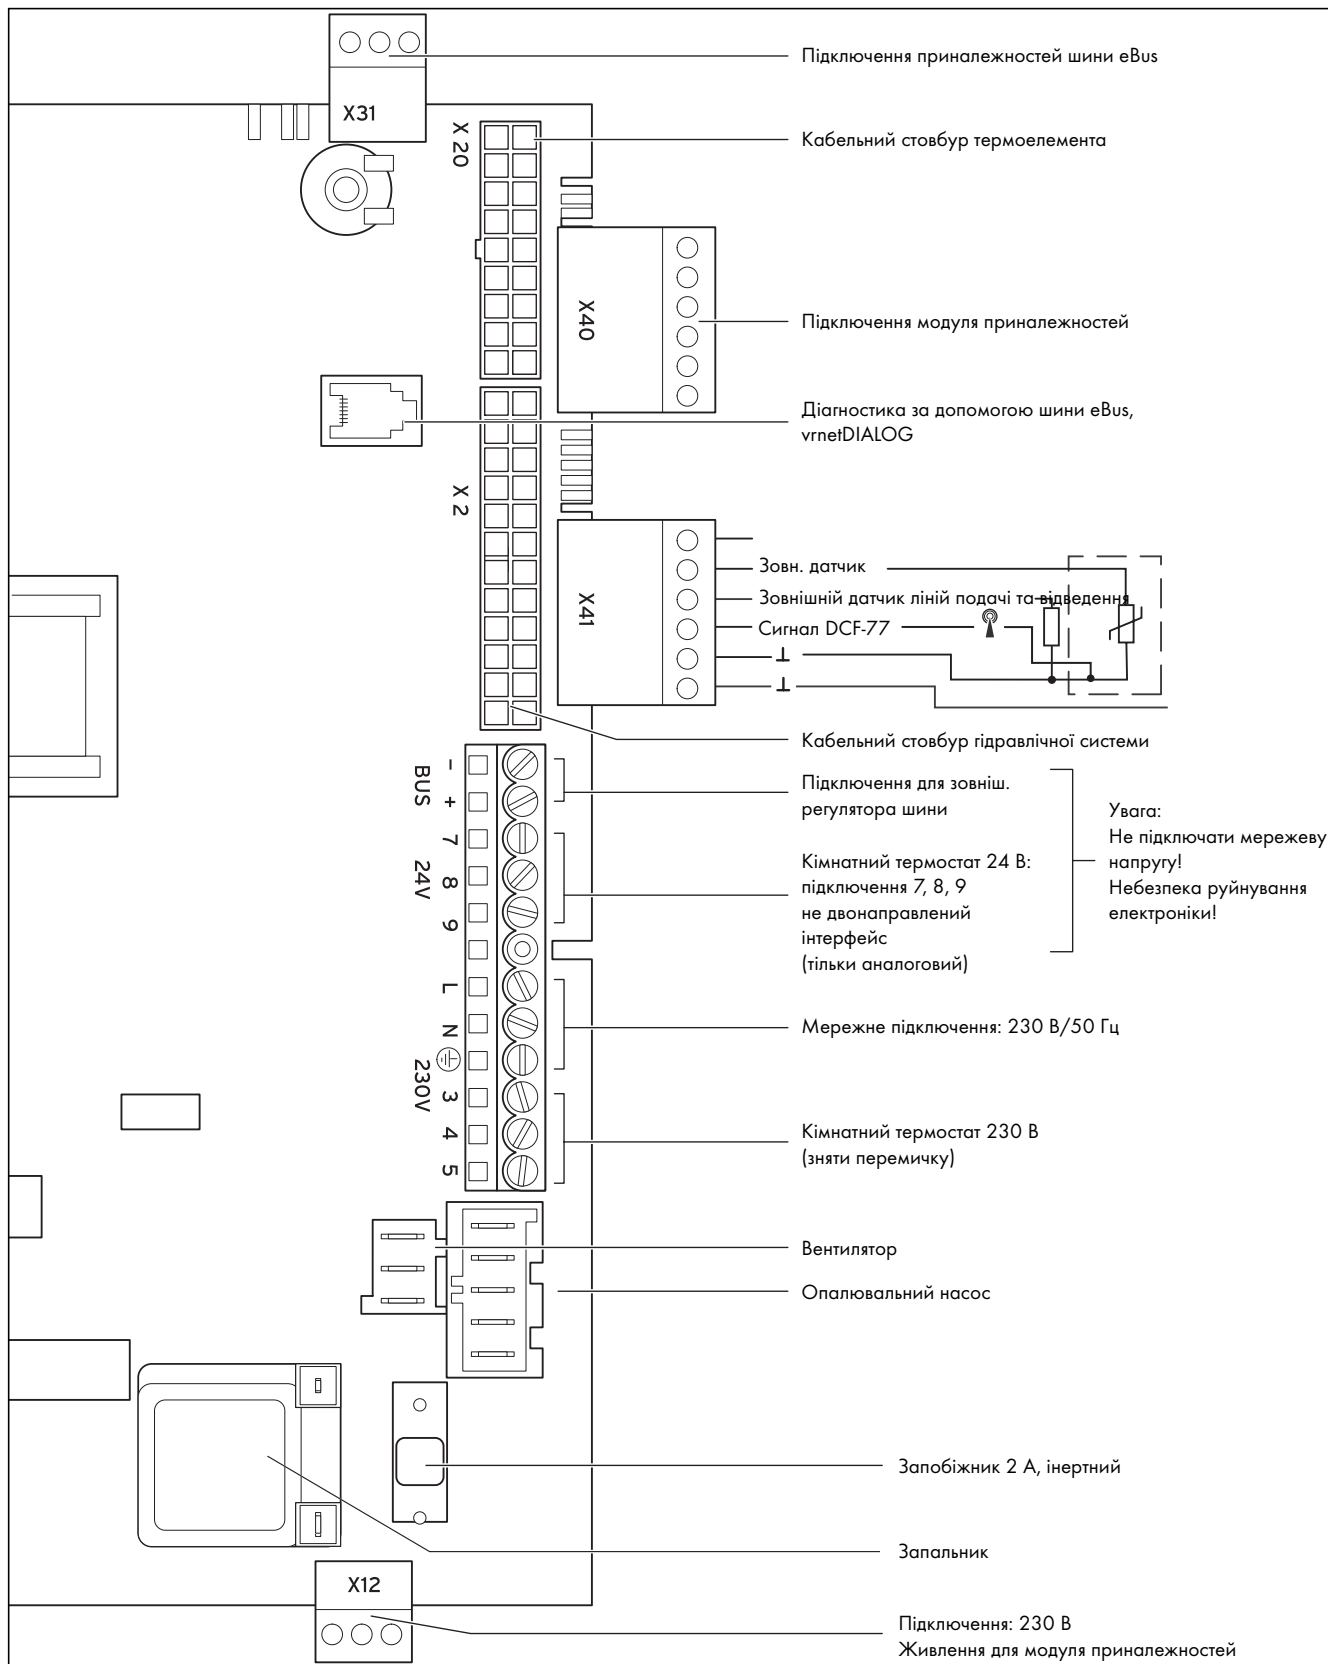 Підключення приналежностей шини eBus
X31
X 20
Кабельний стовбур термоелемента
X40
Підключення модуля приналежностей
Діагностика за допомогою шини eBus,
vrnetDIALOG
X 2
X41
Зовн. датчик
Зовнішній датчик ліній подачі та відведення
Сигнал DCF-77
Кабельний стовбур гідравлічної системи
BUS
-
+
Підключення для зовніш.
регулятора шини
24V
7
8
9
Кімнатний термостат 24 В:
підключення 7, 8, 9
не двонаправлений
інтерфейс
(тільки аналоговий)
Увага:
Не підключати мережеву
напругу!
Небезпека руйнування
електроніки!
230V
L
N
Мережне підключення: 230 В/50 Гц
3
4
5
Кімнатний термостат 230 В
(зняти перемичку)
Вентилятор
Опалювальний насос
Запобіжник 2 А, інертний
Запальник
X12
Підключення: 230 В
Живлення для модуля приналежностей